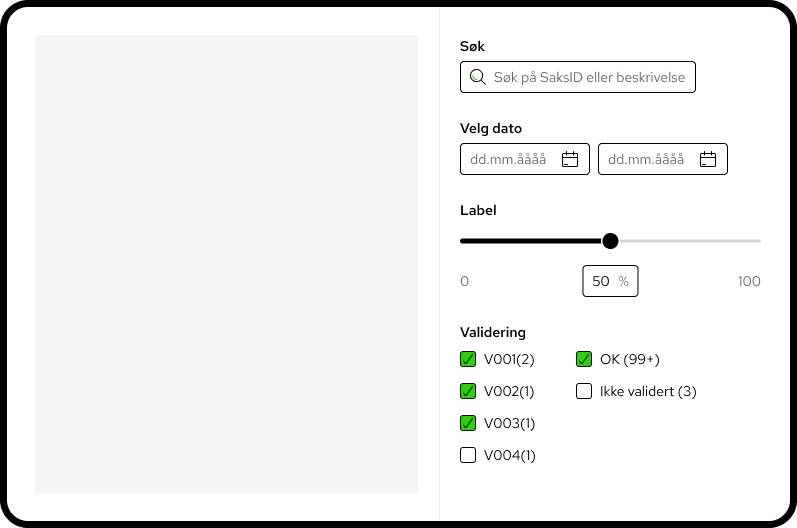 Søk
Søk på SaksID eller beskrivelse
Velg dato
dd.mm.åååå dd.mm.åååå
Label
0 50 % 100
Validering
V001(2) OK (99+)
V002(1) Ikke validert (3)
V003(1)
V004(1)